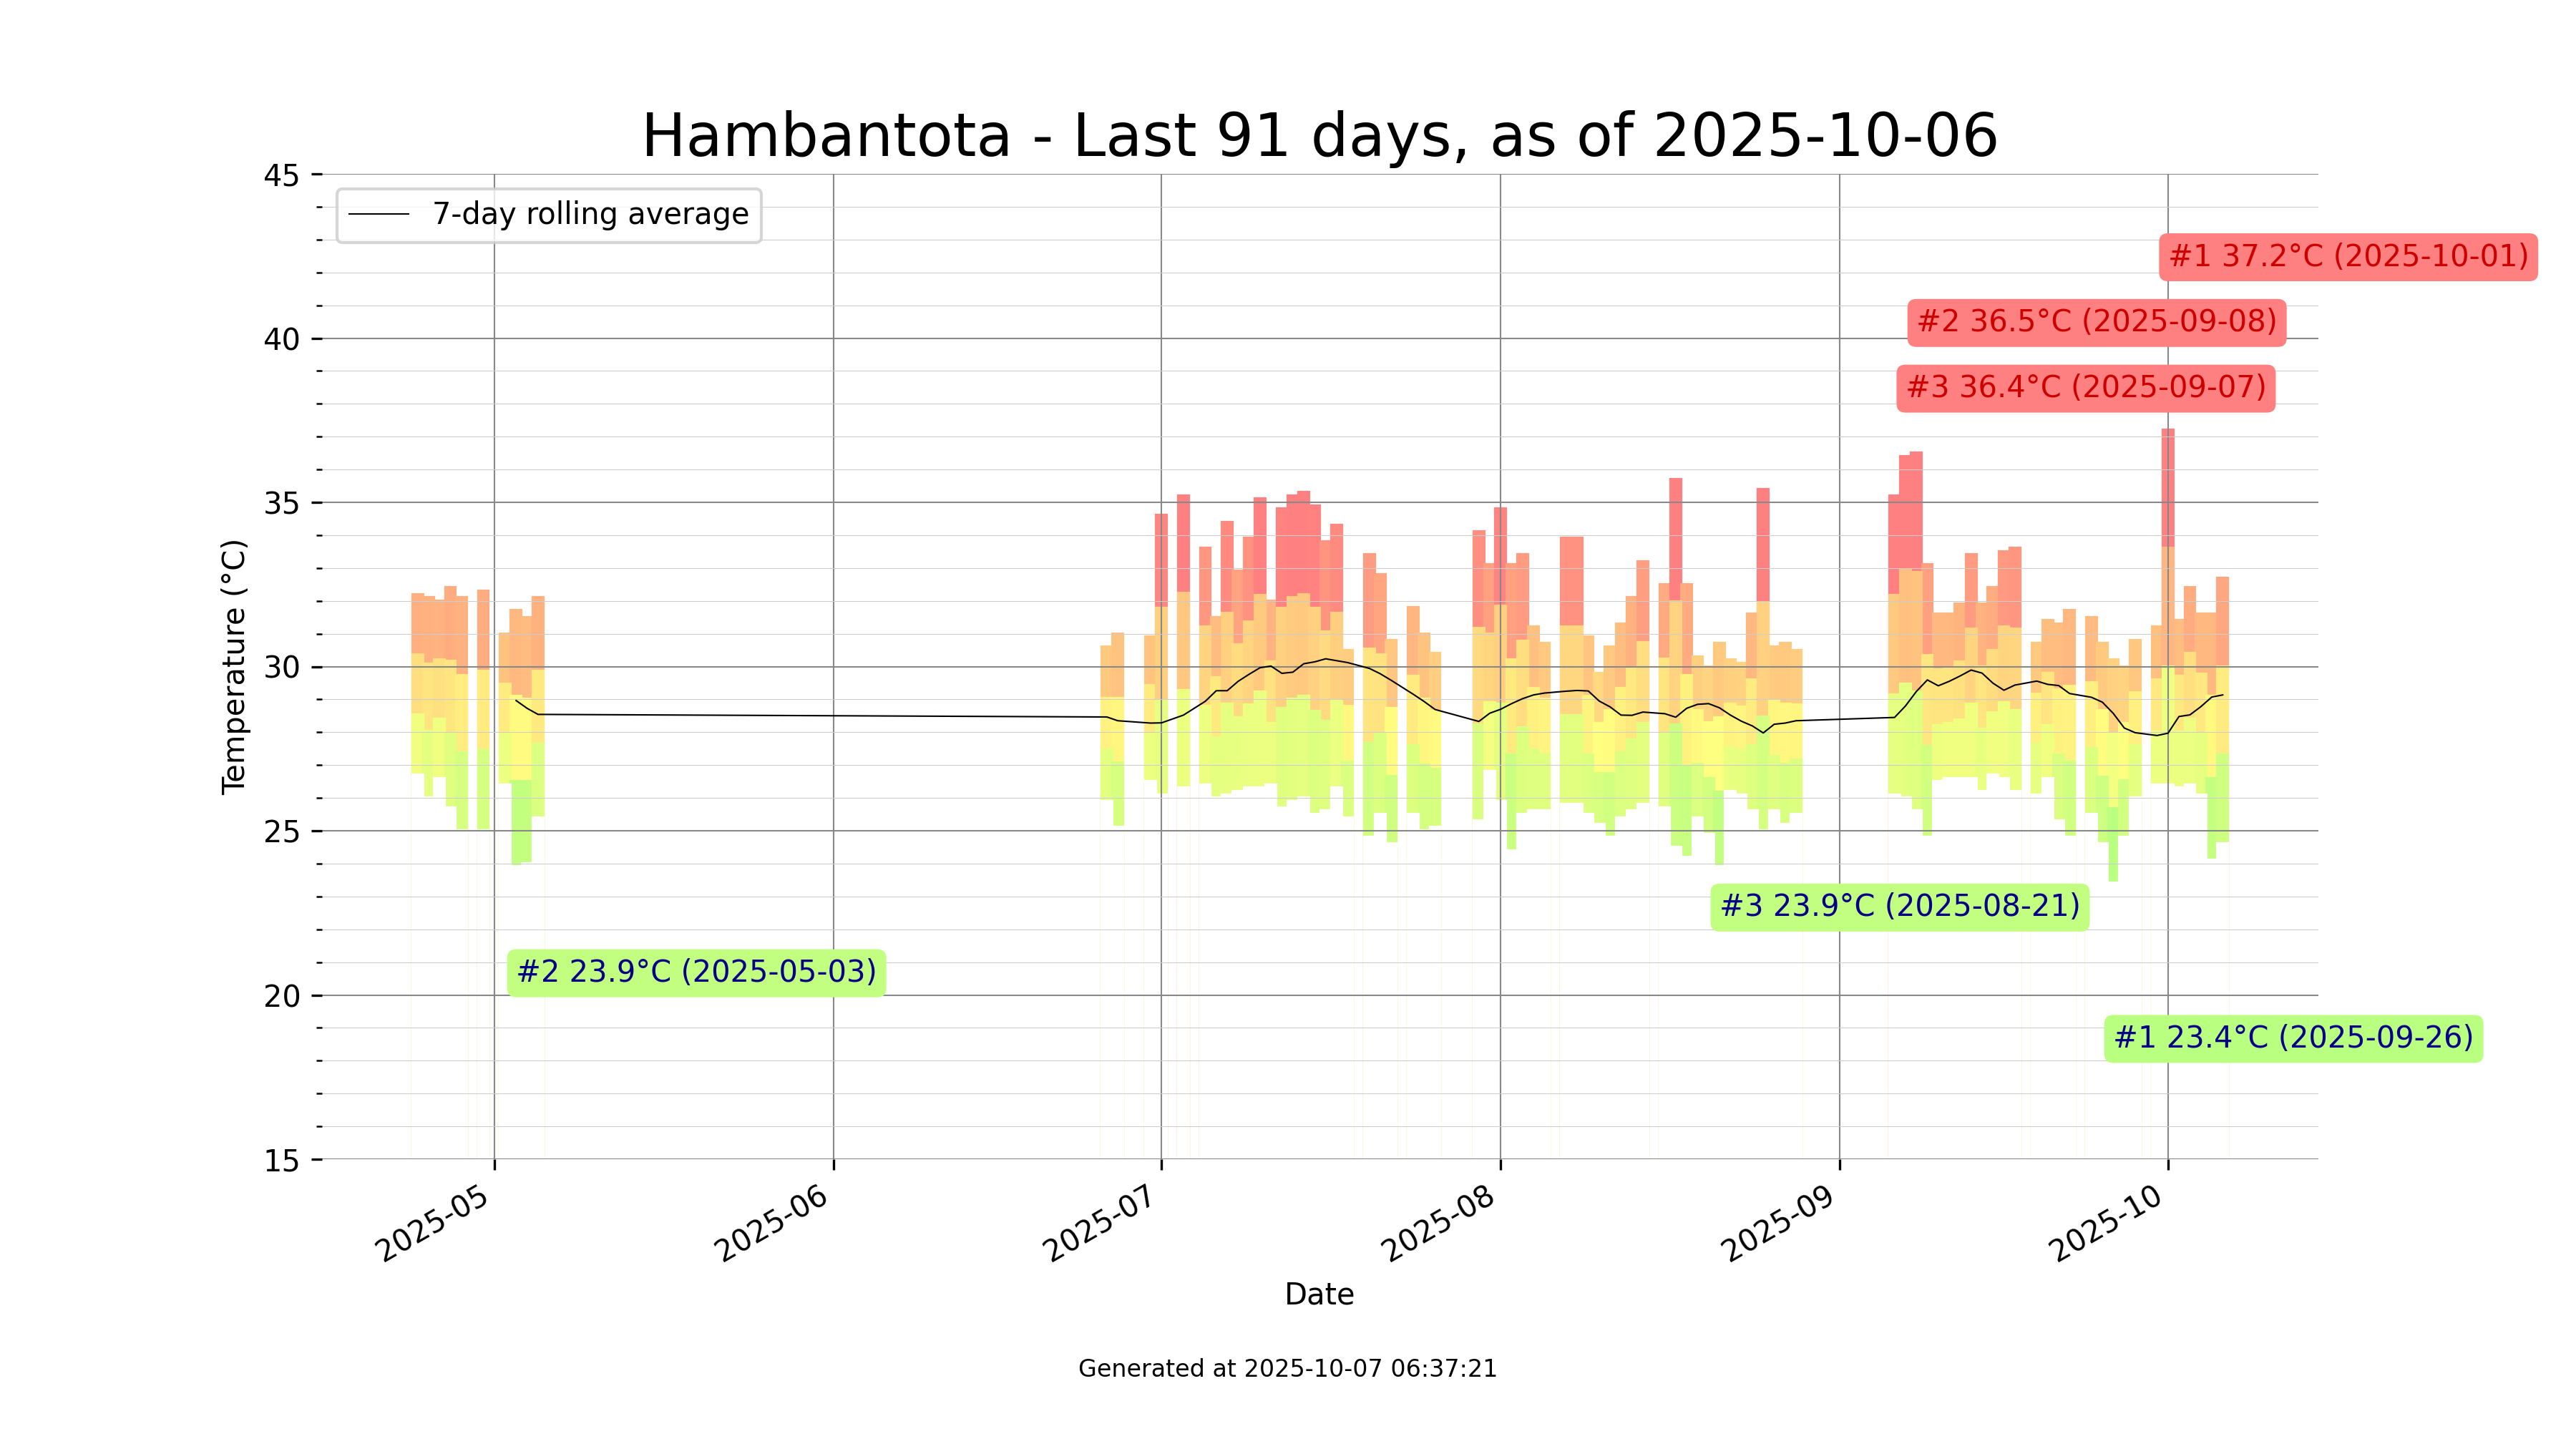 Hambantota - Last 91 days, as of 2025-10-06
45
7-day rolling average
#1 37.2°C (2025-10-01)
#2 36.5°C (2025-09-08)
40
#3 36.4°C (2025-09-07)
35
30
Temperature (°C)
25
#3 23.9°C (2025-08-21)
#2 23.9°C (2025-05-03)
20
#1 23.4°C (2025-09-26)
15
2025-05
2025-06
2025-07
2025-08
2025-09
2025-10
Date
Generated at 2025-10-07 06:37:21